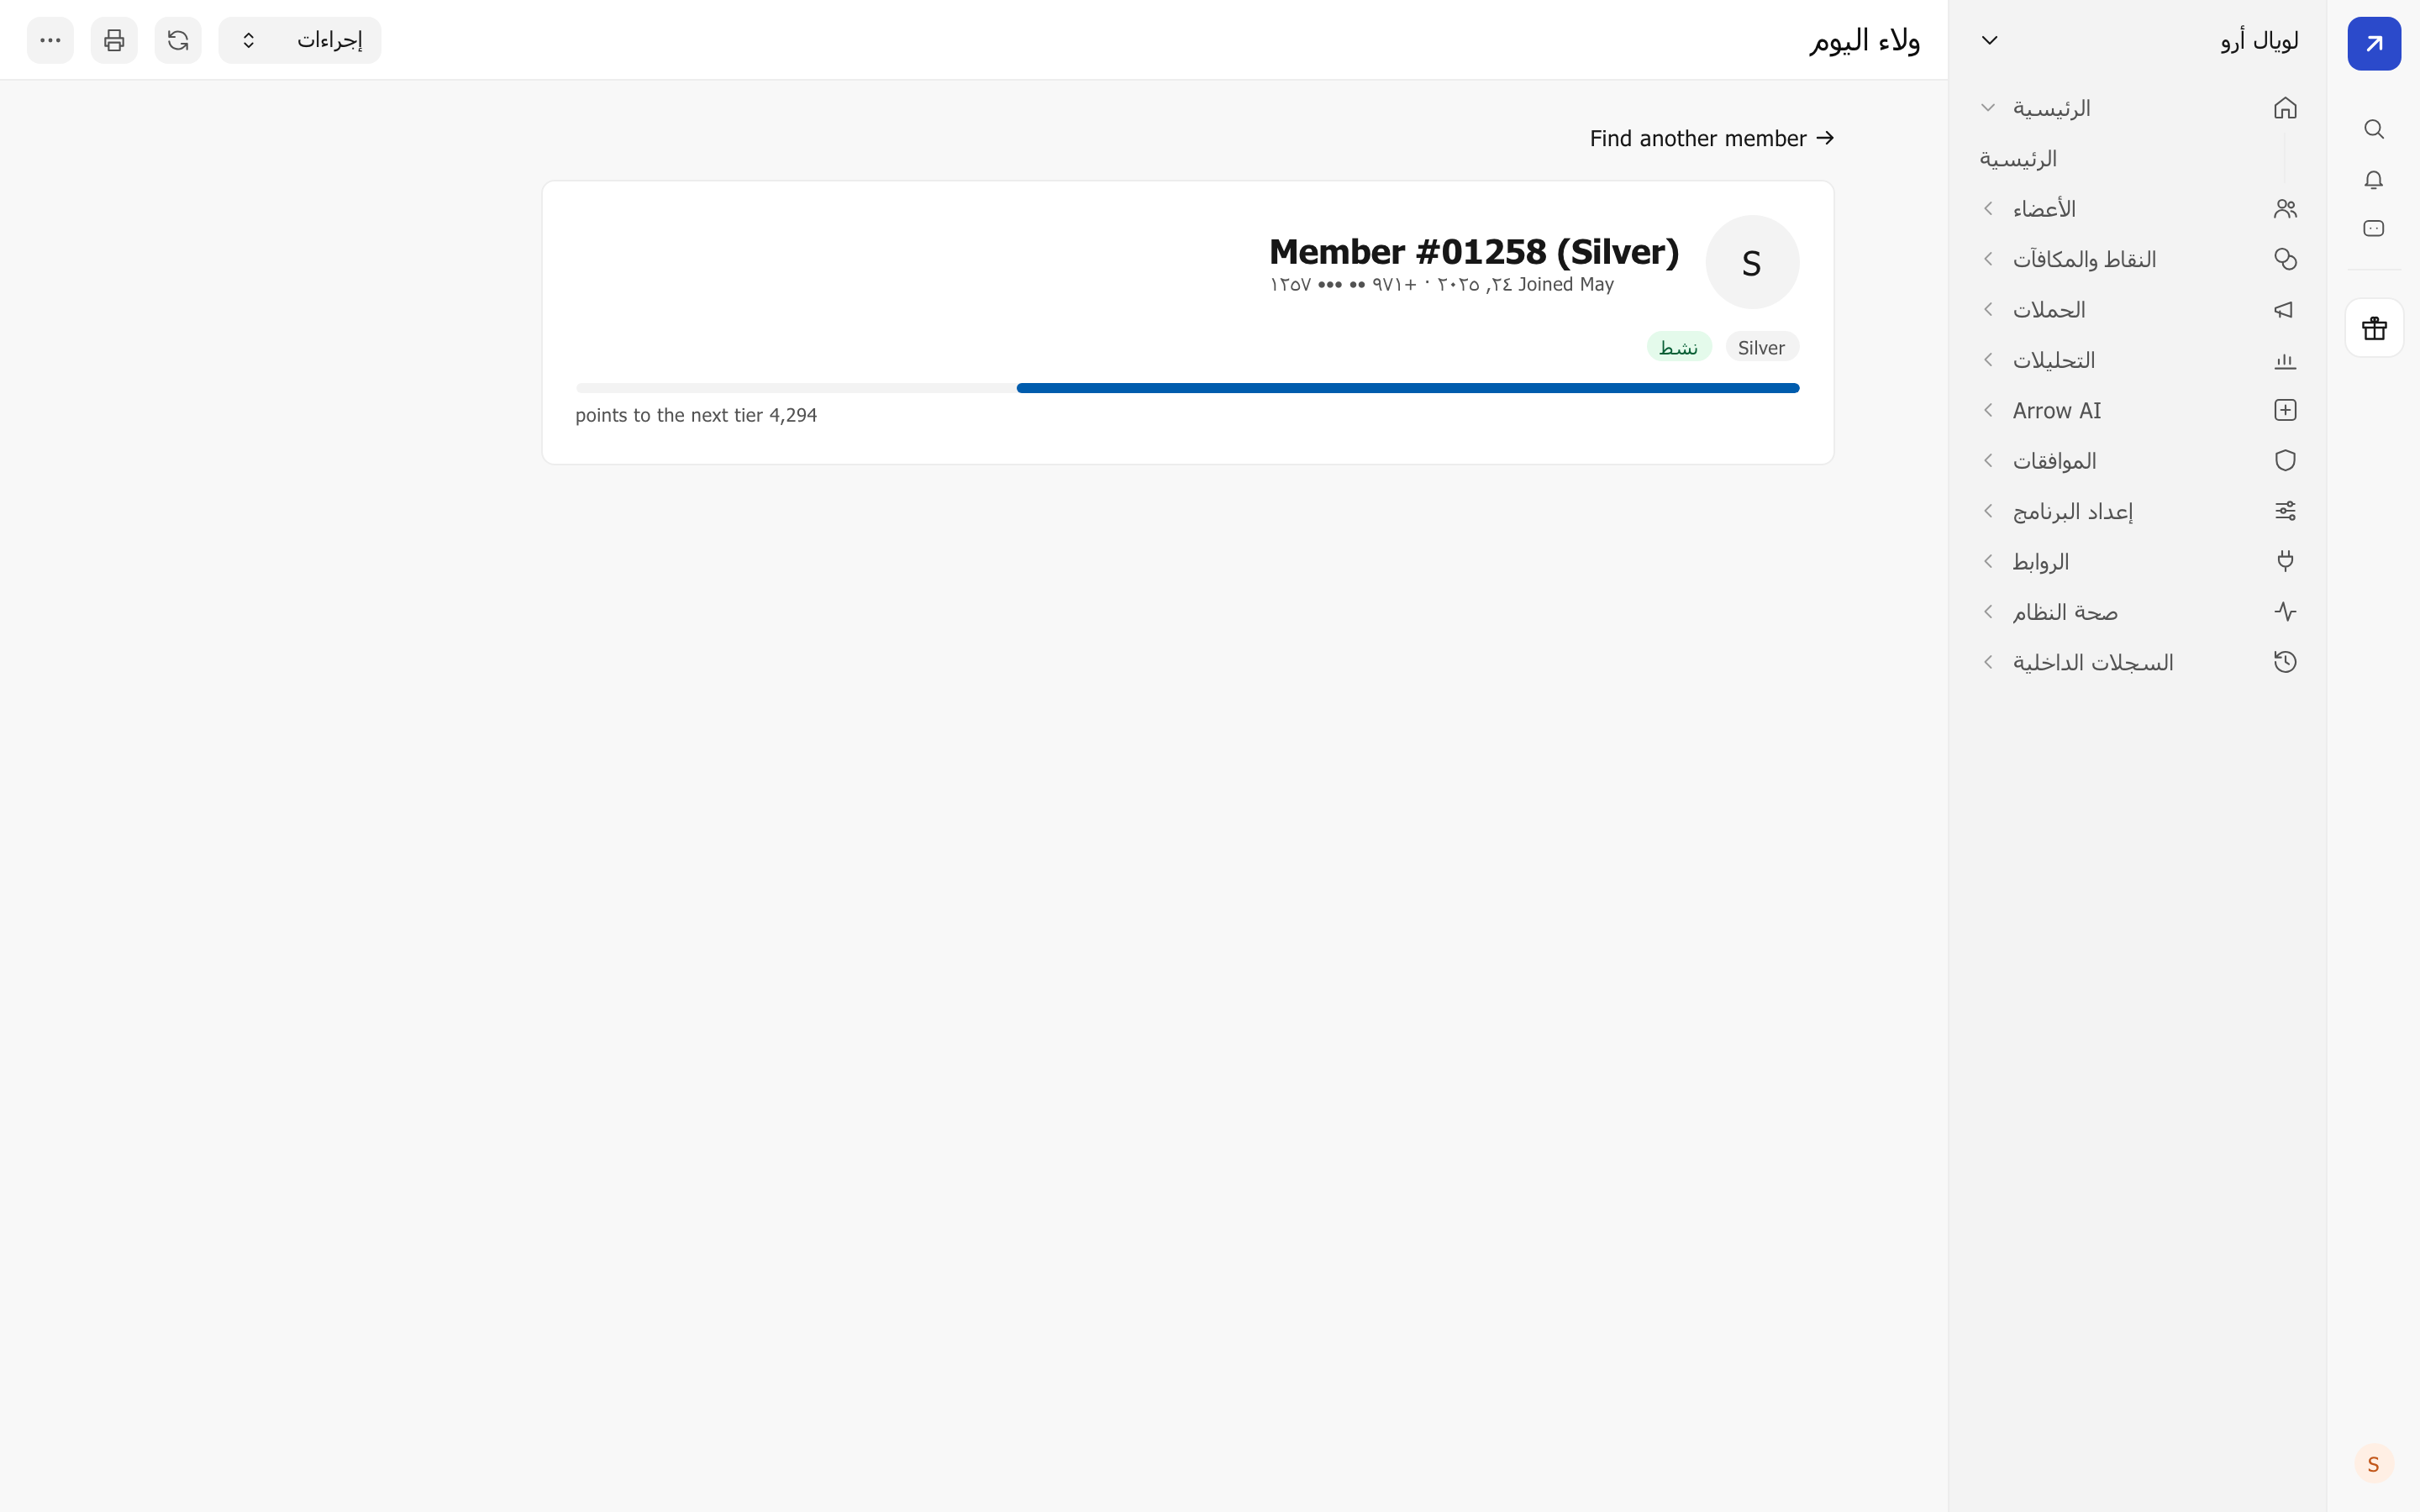 لويال أرو
ولاء اليوم
إجراءات
الرئيسية
الرئيسية
الأعضاء
النقاط والمكافآت
الحملات
التحليلات
Arrow AI
الموافقات
إعداد البرنامج
الروابط
صحة النظام
السجلات الداخلية
Find another member →
S
Member #01258 (Silver)
Joined May ٢٤, ٢٠٢٥ · +٩٧١ •• ••• ١٢٥٧
Silver
نشط
points to the next tier 4,294
S